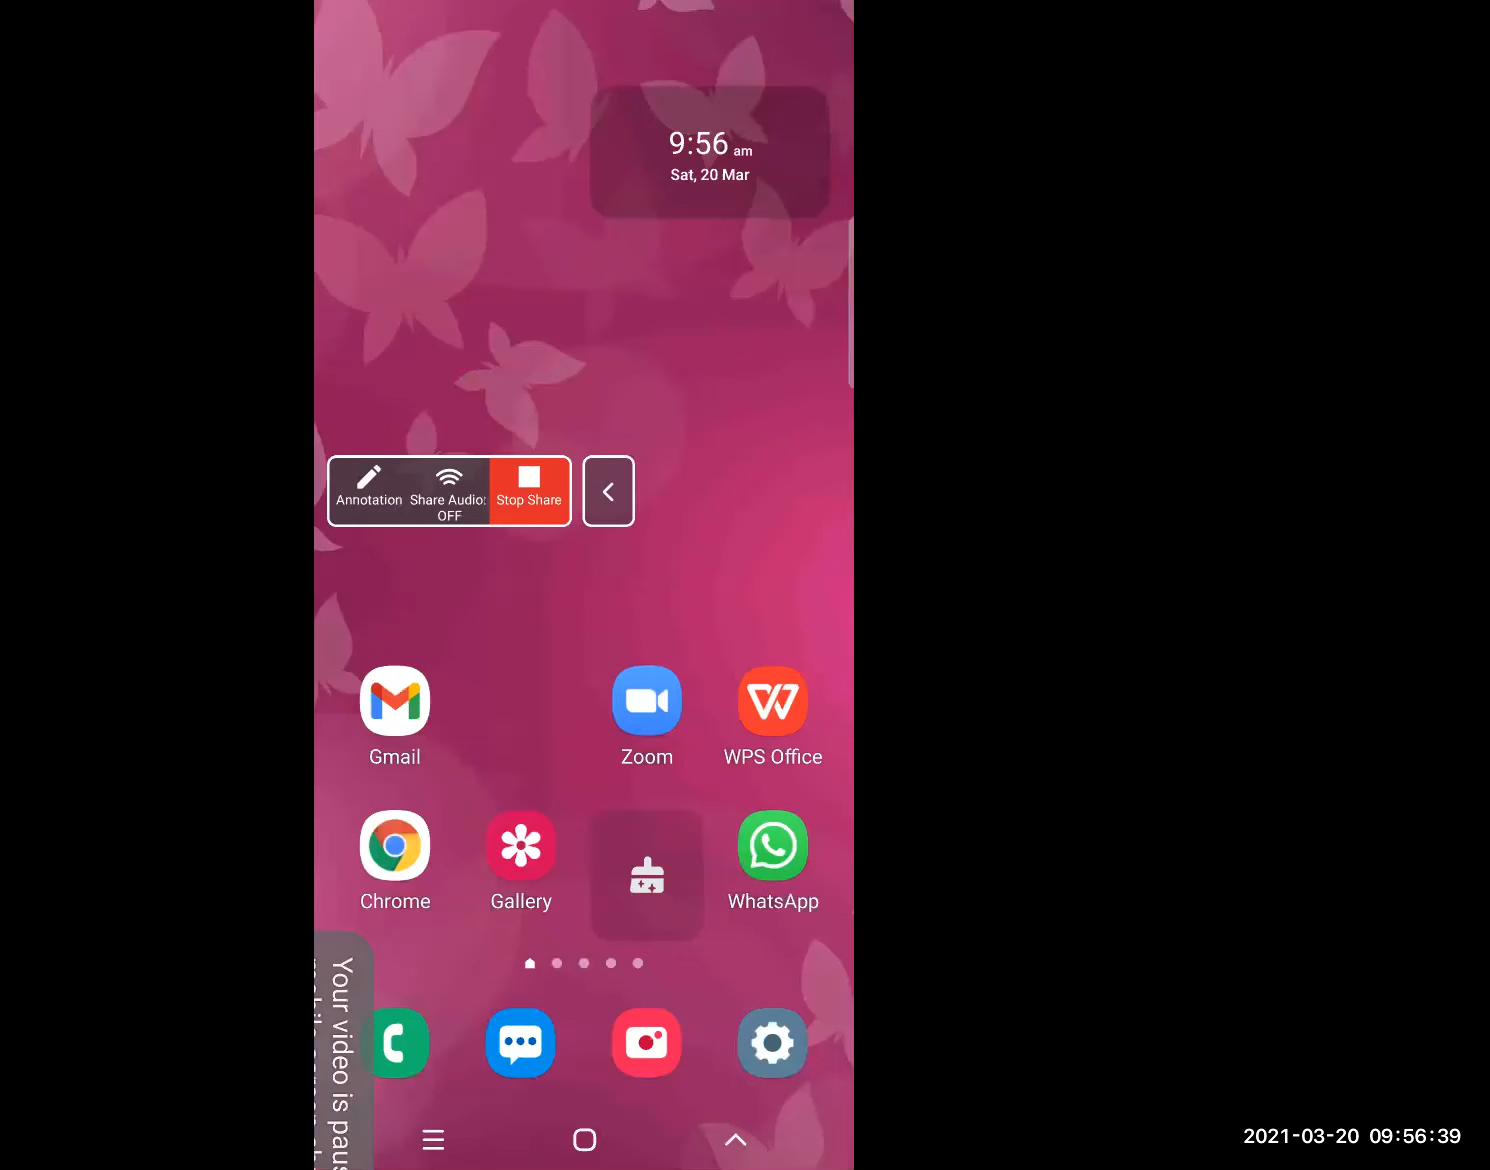 9:56 am
Sat, 20 Mar
Annotation
Share Audio:
OFF
Stop Share
Gmail
Zoom
WPS Office
Chrome
Gallery
WhatsApp
Your video is paus
2021-03-20 09:56:39